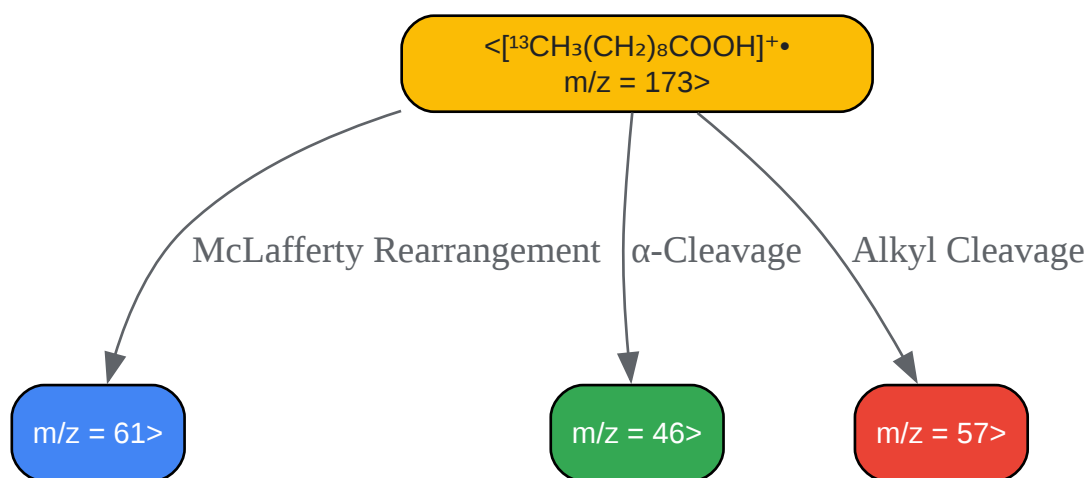 <[¹³CH₃(CH₂)₈COOH]⁺•
m/z = 173>
McLafferty Rearrangement
α-Cleavage
Alkyl Cleavage
m/z = 61>
m/z = 46>
m/z = 57>